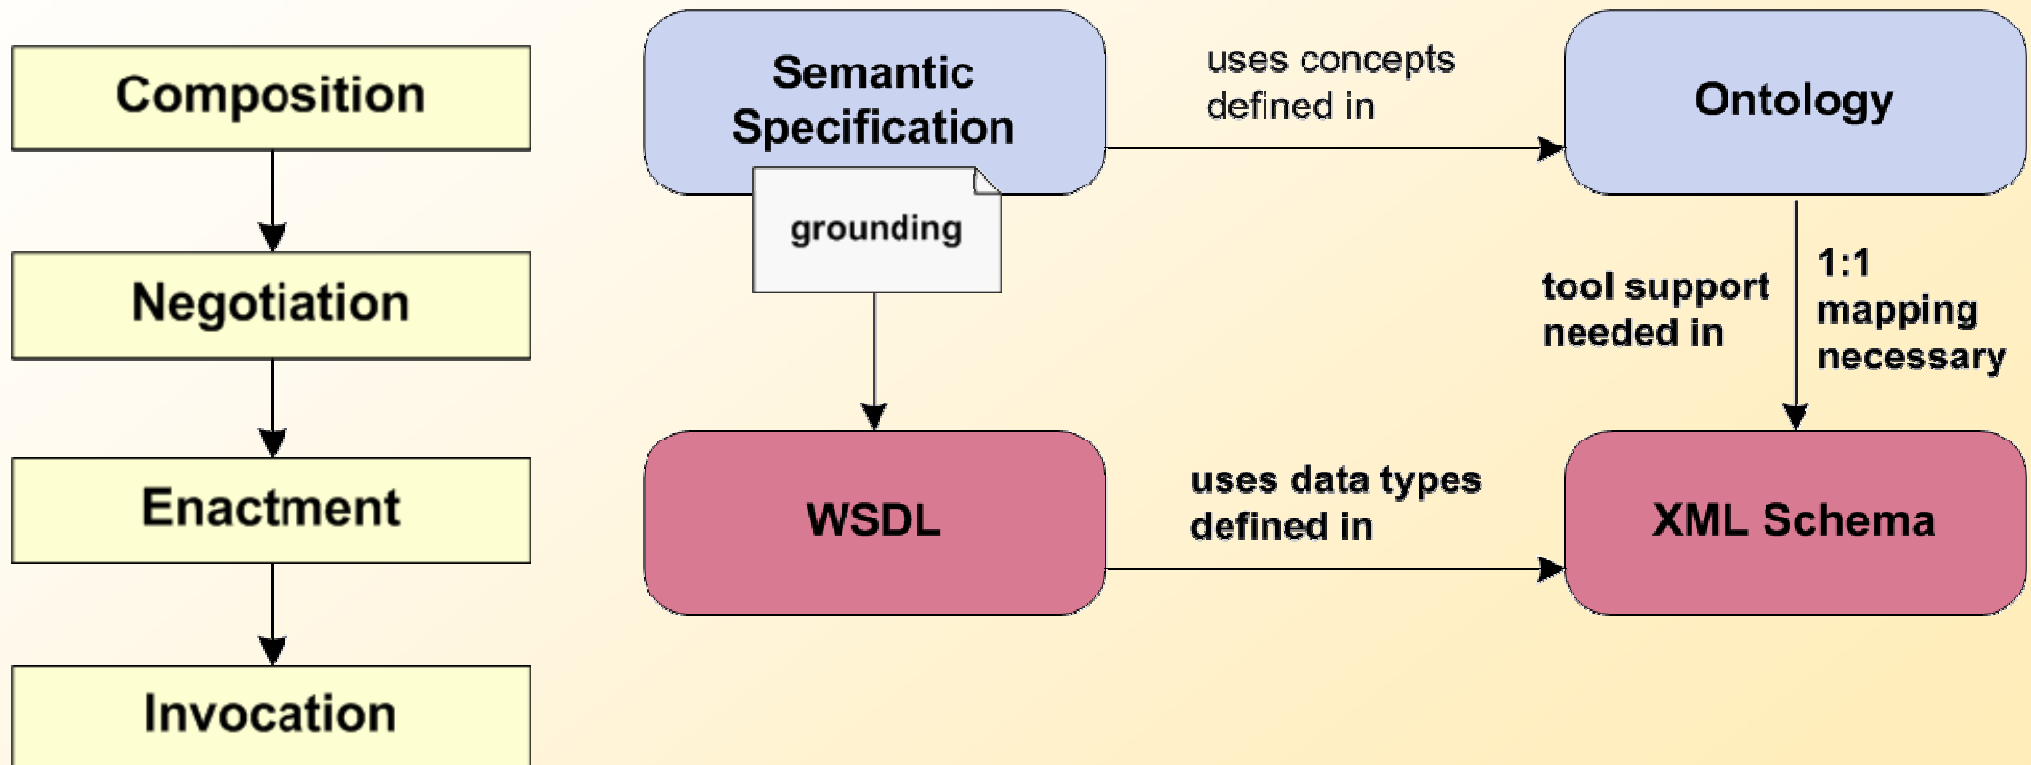 Composition
Negotiation
Enactment
Invocation
Semantic
Specification
grounding
uses concepts
defined in
Ontology
tool support
needed in
1:1
mapping
necessary
WSDL
uses data types
defined in
XML Schema